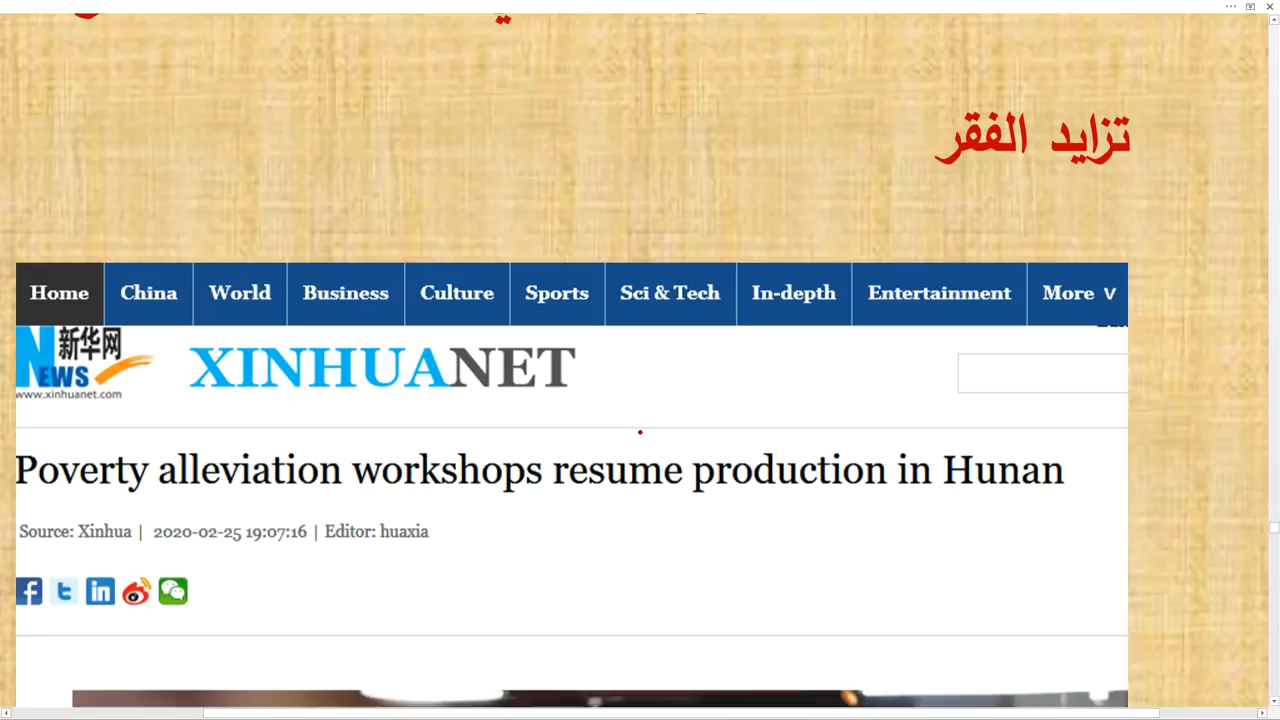 تزايد الفقر
Home China World Business Culture Sports Sci & Tech In-depth Entertainment More
新华网
NEWS
www.xinhuanet.com
XINHUANET
Poverty alleviation workshops resume production in Hunan
Source: Xinhua | 2020-02-25 19:07:16 | Editor: huaxia